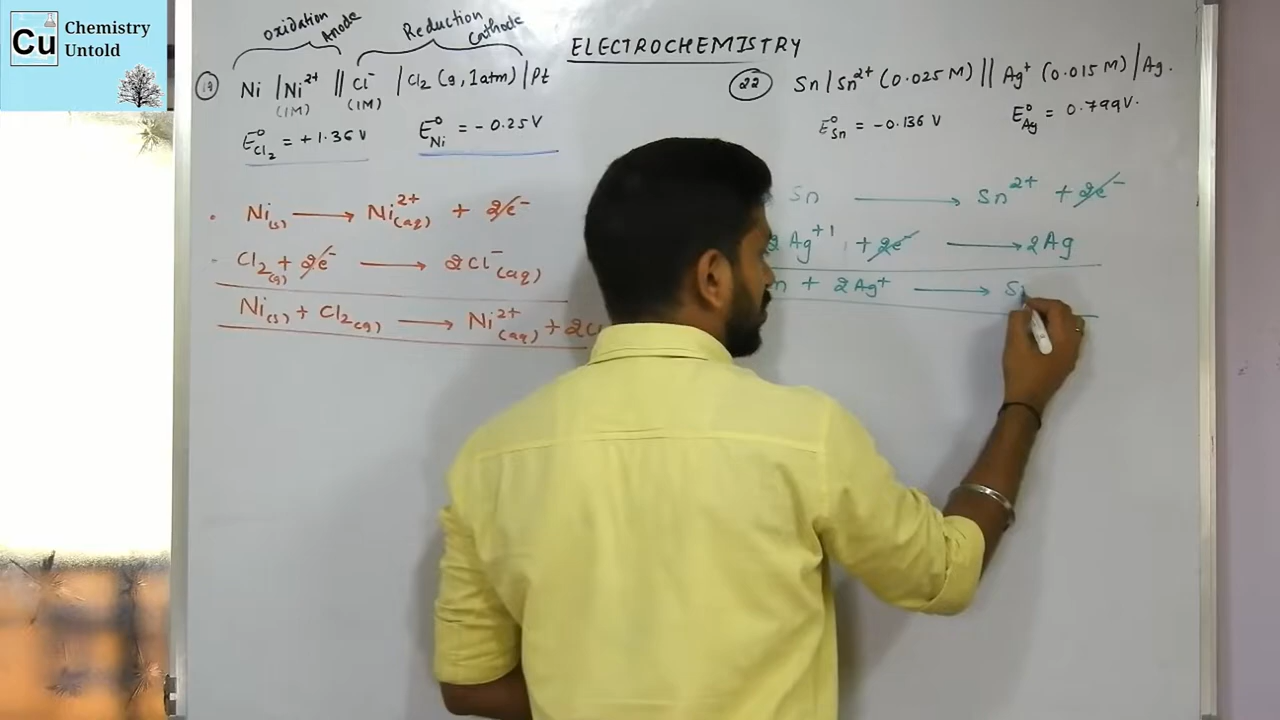 Cu
Chemistry
Untold
ELECTROCHEMISTRY
oxidation Anode
Reduction Cathode
19 Ni | Ni²⁺ || Cl⁻ | Cl₂ (g, 1atm) | Pt
(1M) (1M)
E°Cl₂ = +1.36 V E°Ni = -0.25 V
Ni(s) ⟶ Ni²⁺(aq) + 2e⁻
Cl₂(g) + 2e⁻ ⟶ 2Cl⁻(aq)
Ni(s) + Cl₂(g) ⟶ Ni²⁺(aq) + 2C
22 Sn | Sn²⁺ (0.025 M) || Ag⁺ (0.015 M) | Ag.
E°Sn = -0.136 V E°Ag = 0.799V.
Sn ⟶ Sn²⁺ + 2e⁻
2Ag⁺¹ + 2e⁻ ⟶ 2Ag
n + 2Ag⁺ ⟶ Sn